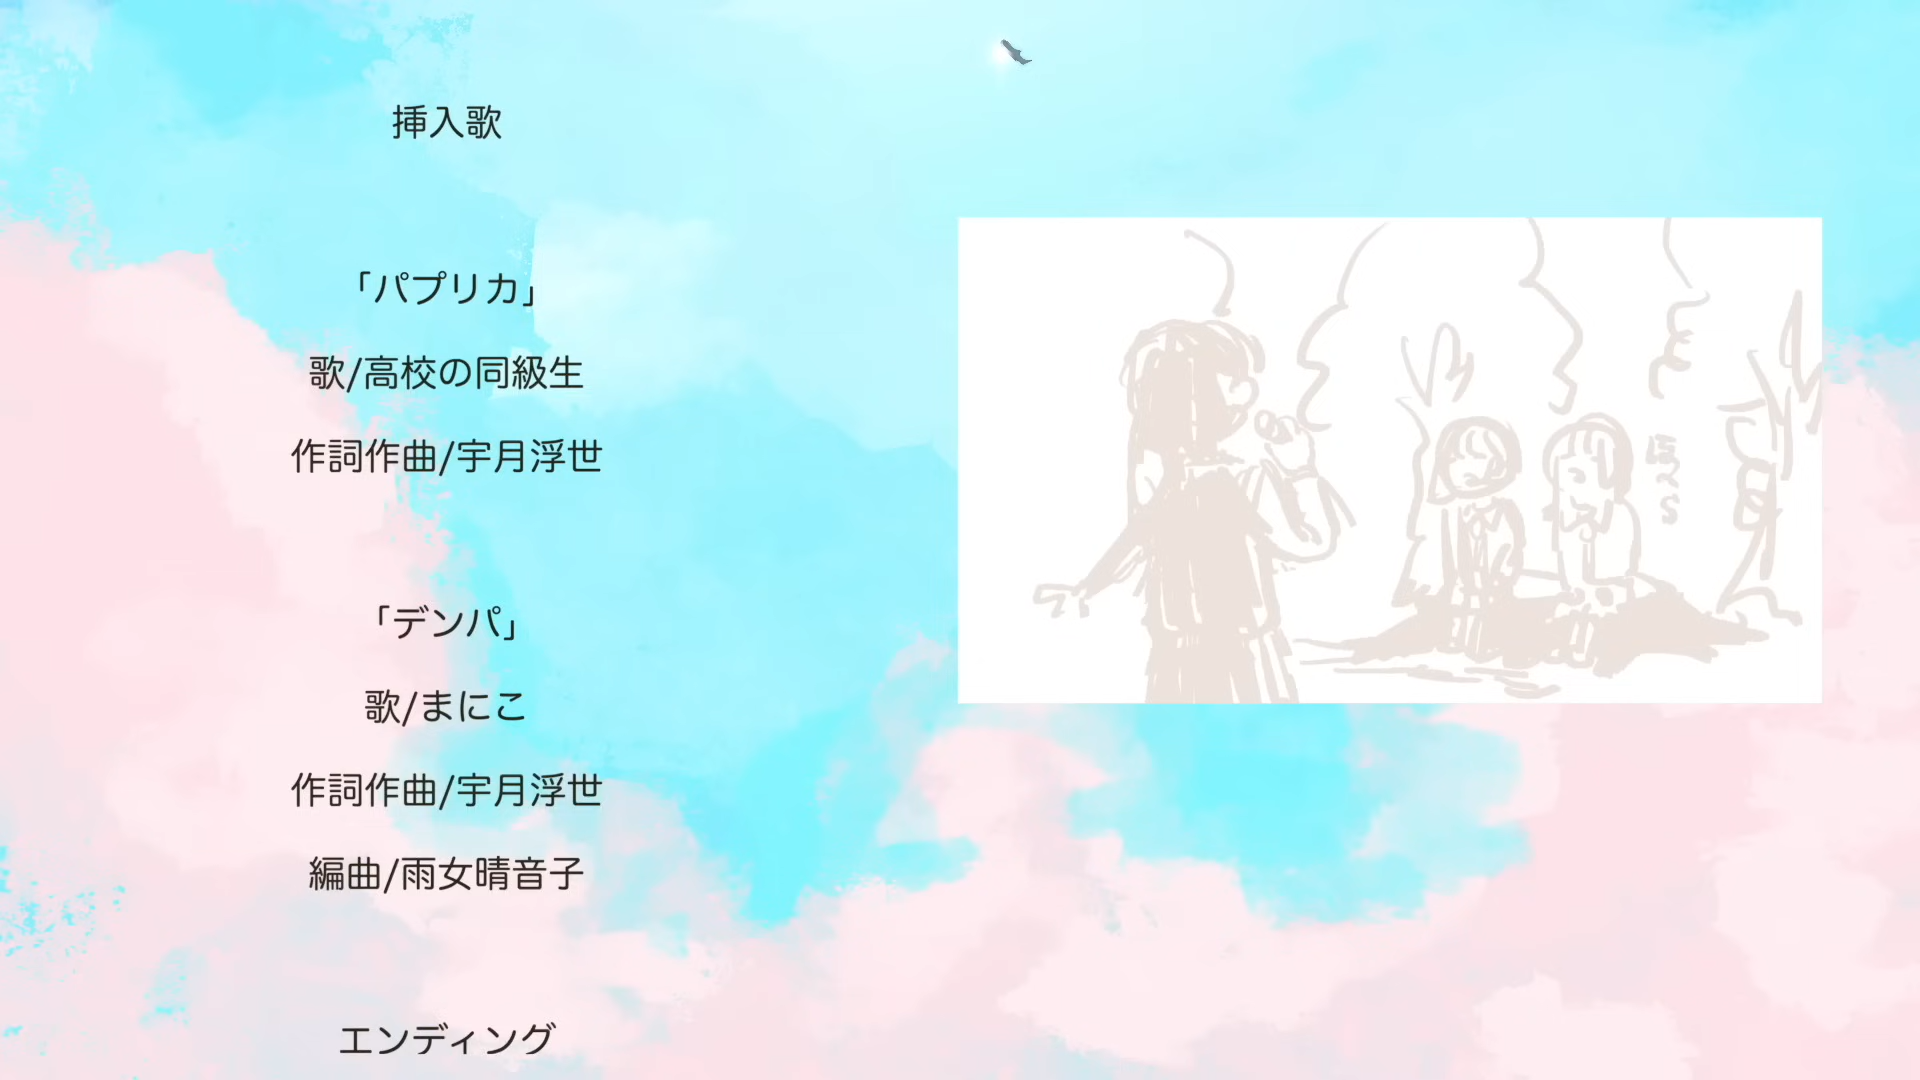 挿入歌
「パプリカ」
歌/高校の同級生
作詞作曲/宇月浮世
「デンパ」
歌/まにこ
作詞作曲/宇月浮世
編曲/雨女晴音子
エンディング